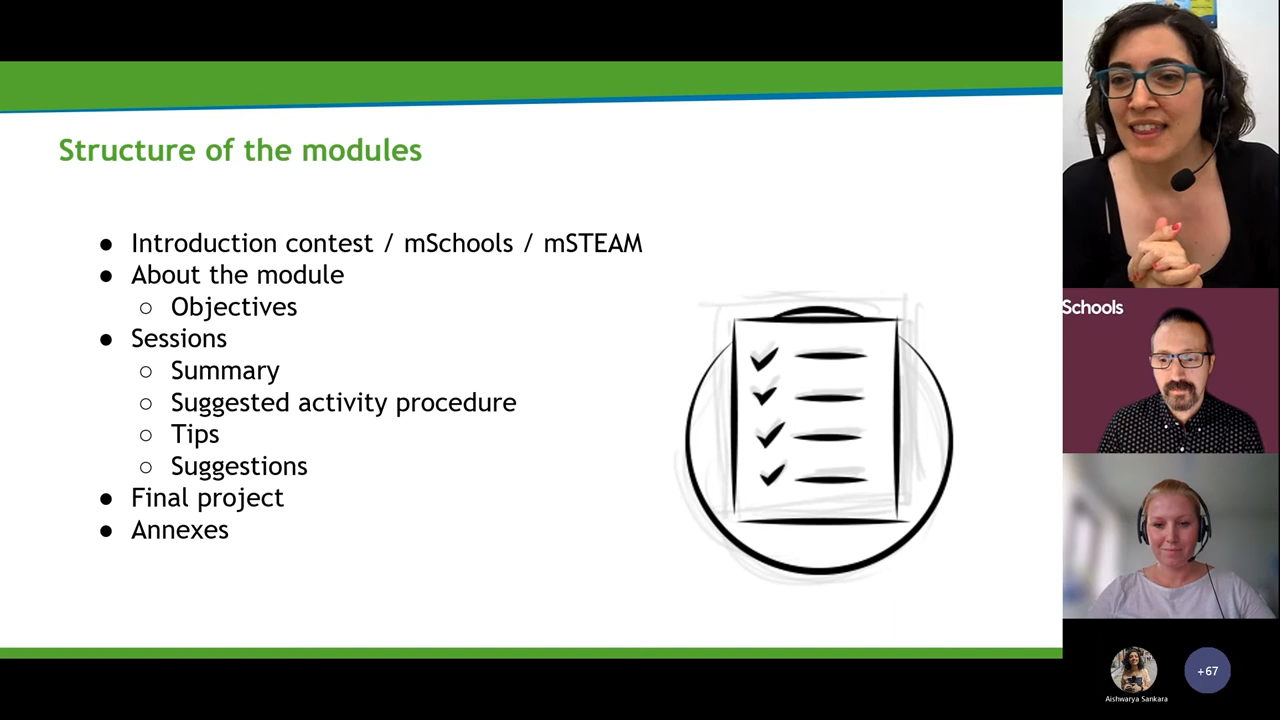 Structure of the modules
● Introduction contest / mSchools / mSTEAM
● About the module
○ Objectives
● Sessions
○ Summary
○ Suggested activity procedure
○ Tips
○ Suggestions
● Final project
● Annexes
Schools
Aishwarya Sankara
+67